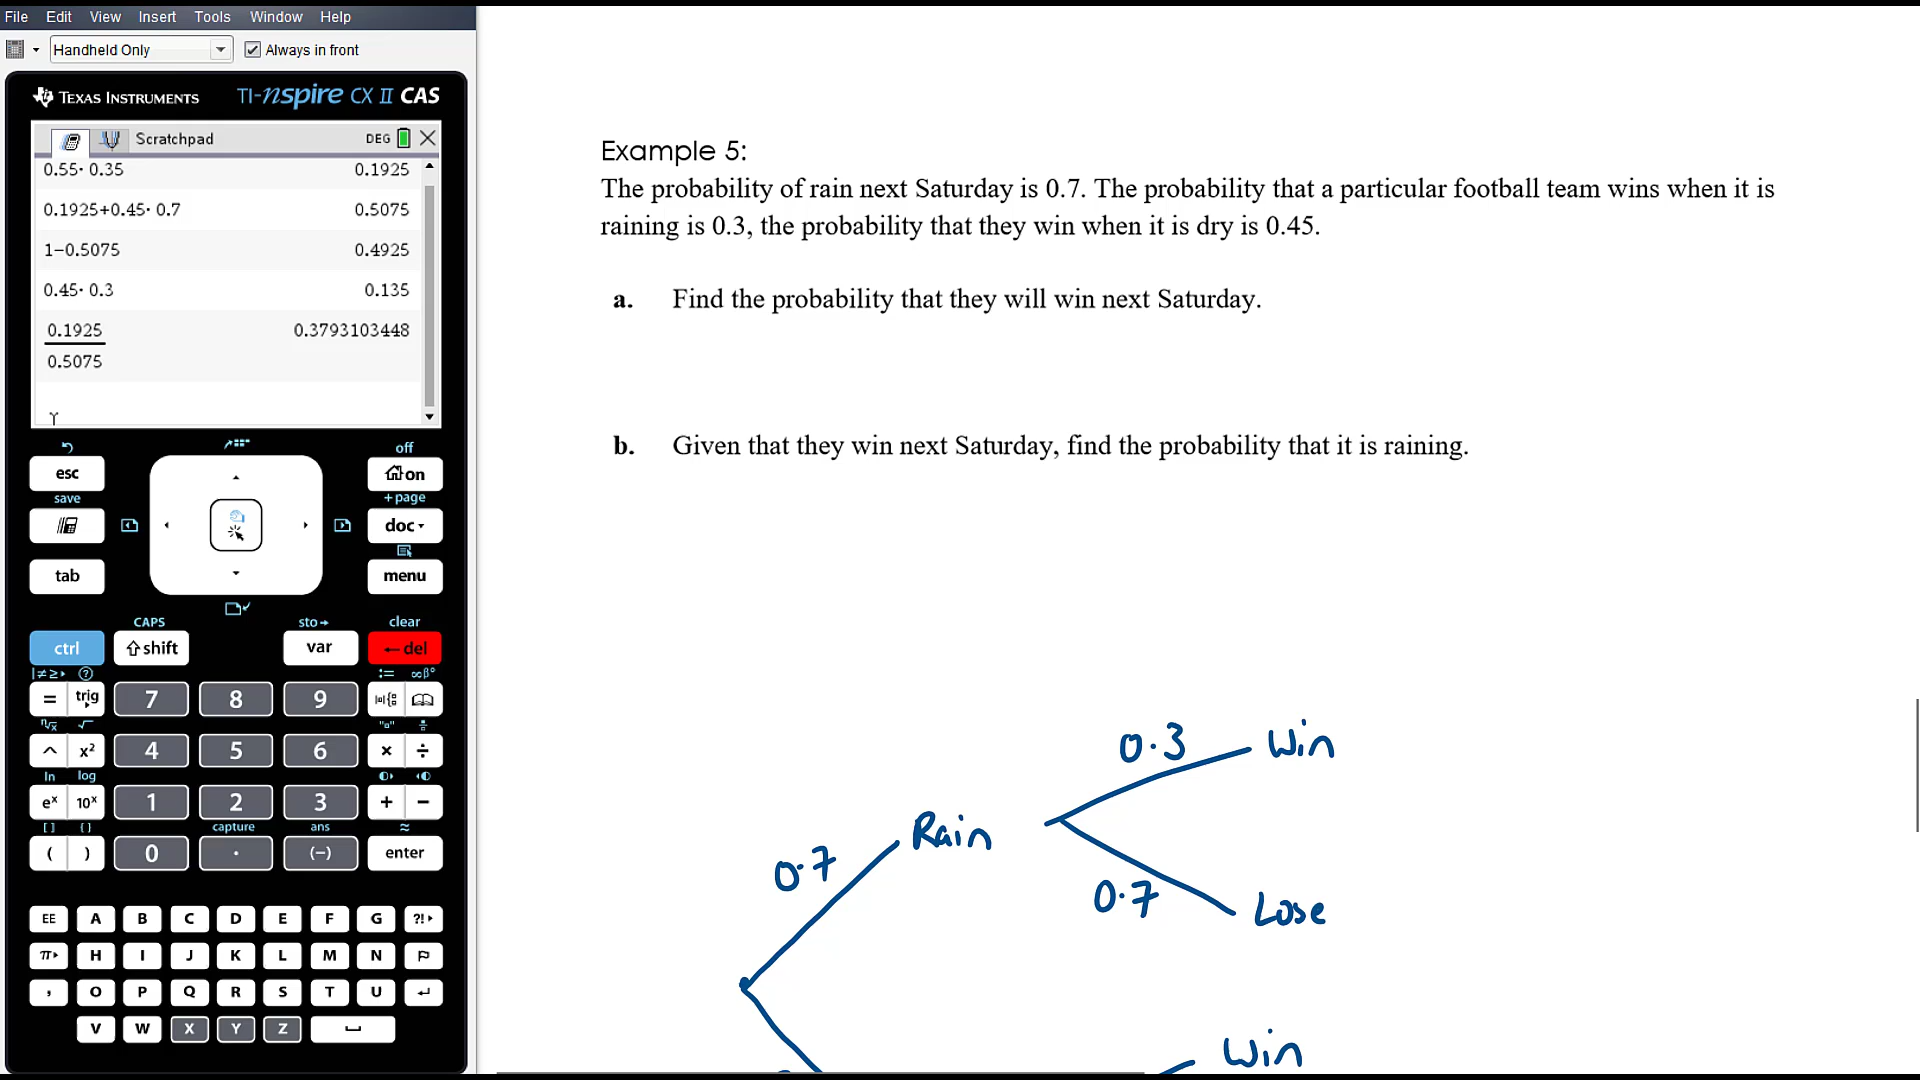 File Edit View Insert Tools Window Help
Handheld Only Always in front
TEXAS INSTRUMENTS TI-nspire CX II CAS
Scratchpad DEG
0.55·0.35 0.1925
0.1925+0.45·0.7 0.5075
1−0.5075 0.4925
0.45·0.3 0.135
0.1925 0.3793103448
0.5075
off
esc on
save +page
doc
tab menu
CAPS sto→ clear
ctrl shift var ←del
|≠≥▸ ? := ∞β°
= trig 7 8 9
ⁿ√x √ "□"
^ x² 4 5 6 × ÷
ln log
eˣ 10ˣ 1 2 3 + −
[ ] { } capture ans ≈
( ) 0 . (−) enter
EE A B C D E F G ?!▸
π▸ H I J K L M N
, O P Q R S T U ↵
V W X Y Z
Example 5:
The probability of rain next Saturday is 0.7. The probability that a particular football team wins when it is
raining is 0.3, the probability that they win when it is dry is 0.45.
a. Find the probability that they will win next Saturday.
b. Given that they win next Saturday, find the probability that it is raining.
0.3 Win
Rain
0.7
0.7 Lose
Win